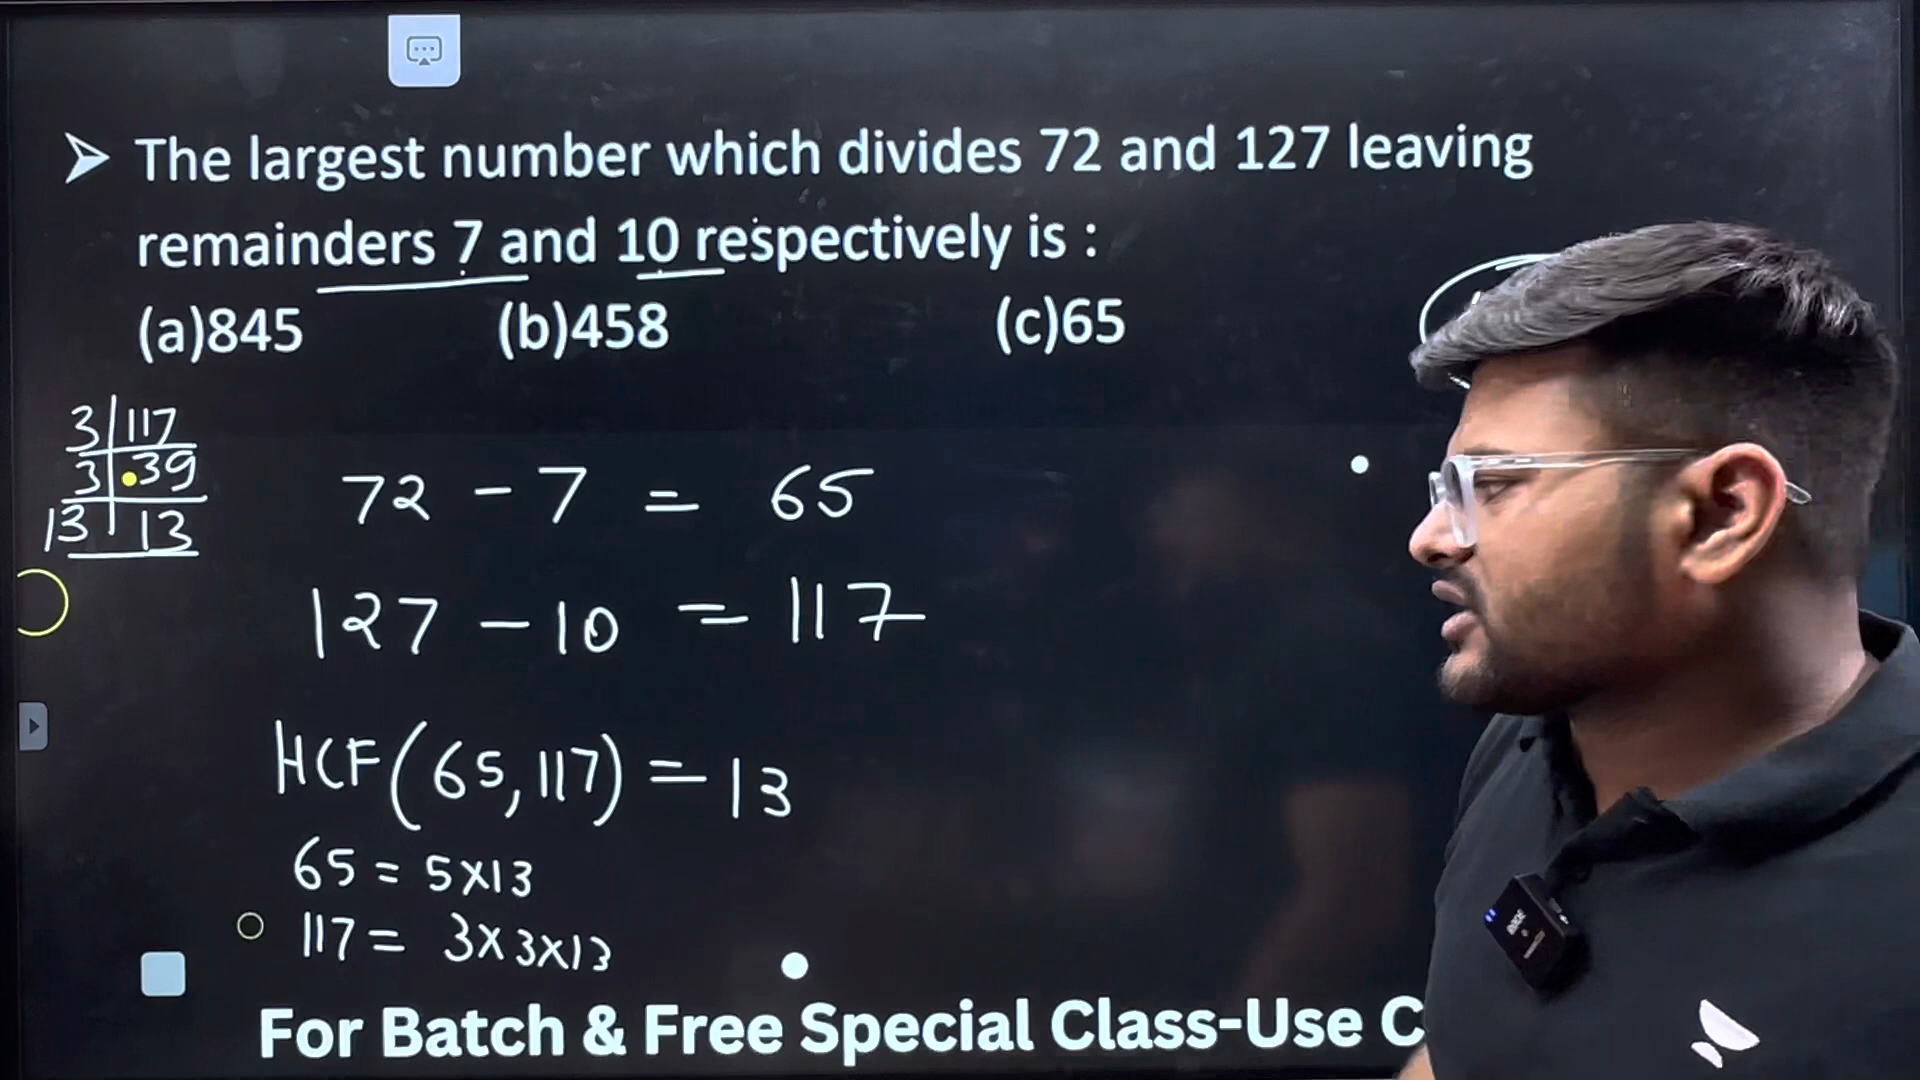 ➤ The largest number which divides 72 and 127 leaving
remainders 7 and 10 respectively is :
(a)845 (b)458 (c)65
3 | 117
3 | 39
13 | 13
72 - 7 = 65
127 - 10 = 117
HCF(65,117) = 13
65 = 5×13
117 = 3×3×13
For Batch & Free Special Class-Use C